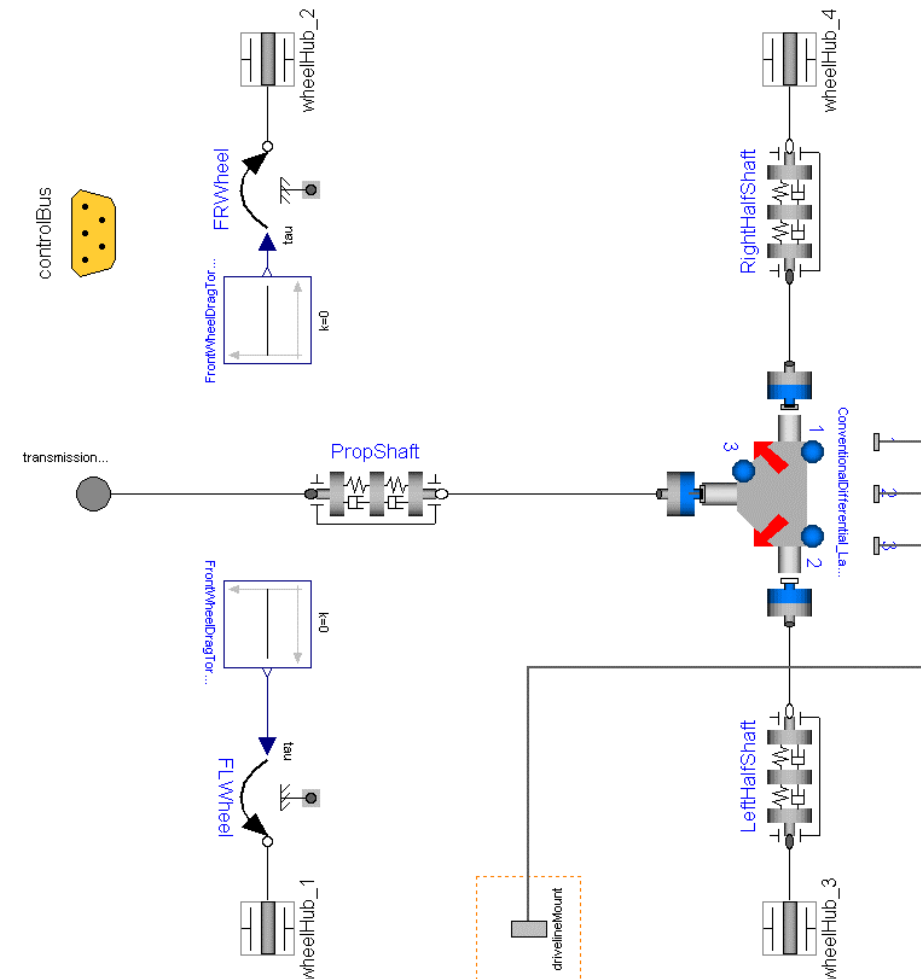 wheelHub_2
wheelHub_4
FRWheel
RightHalfShaft
controlBus
tau
FrontWheelDragTor...
k=0
ConventionalDifferential_La...
1
1
PropShaft
3
transmission...
2
3
2
k=0
FrontWheelDragTor...
tau
FLWheel
LeftHalfShaft
wheelHub_1
drivelineMount
wheelHub_3